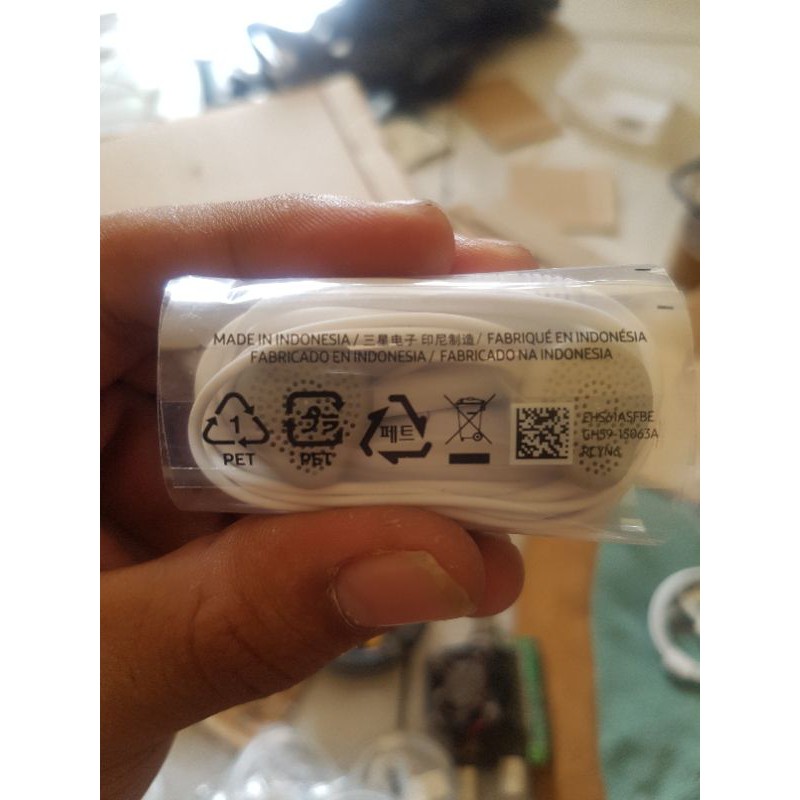 MADE IN INDONESIA / 三星电子 印尼制造 / FABRIQUÉ EN INDONÉSIA
FABRICADO EN INDONESIA / FABRICADO NA INDONESIA
1
PET
PET
페트
EHS61ASFBE
GH59-15063A